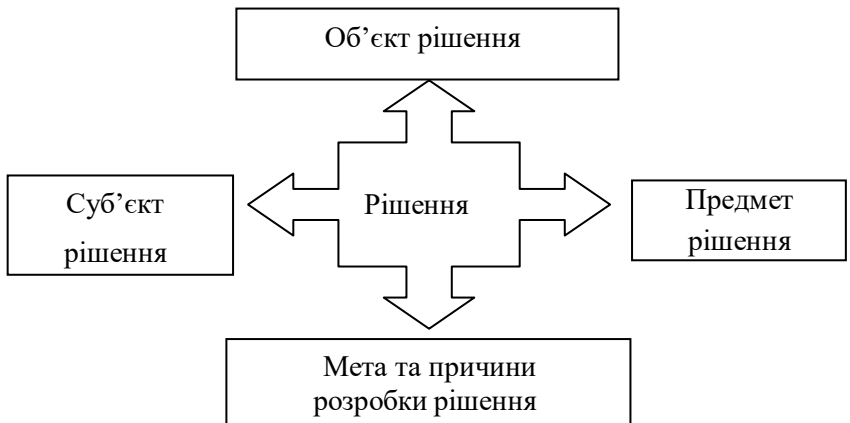 Об’єкт рішення
Суб’єкт
рішення
Рішення
Предмет
рішення
Мета та причини
розробки рішення